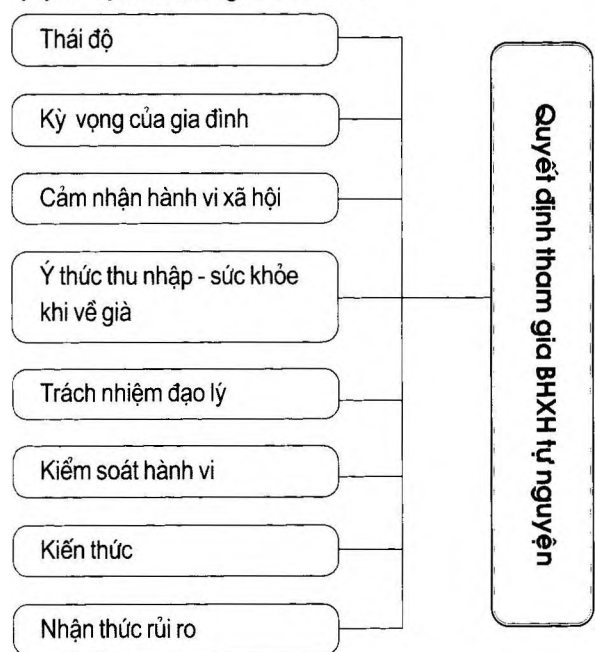 Thái độ
Kỳ vọng của gia đình
Cảm nhận hành vi xã hội
Ý thức thu nhập - sức khỏe
khi về già
Trách nhiệm đạo lý
Kiểm soát hành vi
Kiến thức
Nhận thức rủi ro
Quyết định tham gia BHXH tự nguyện